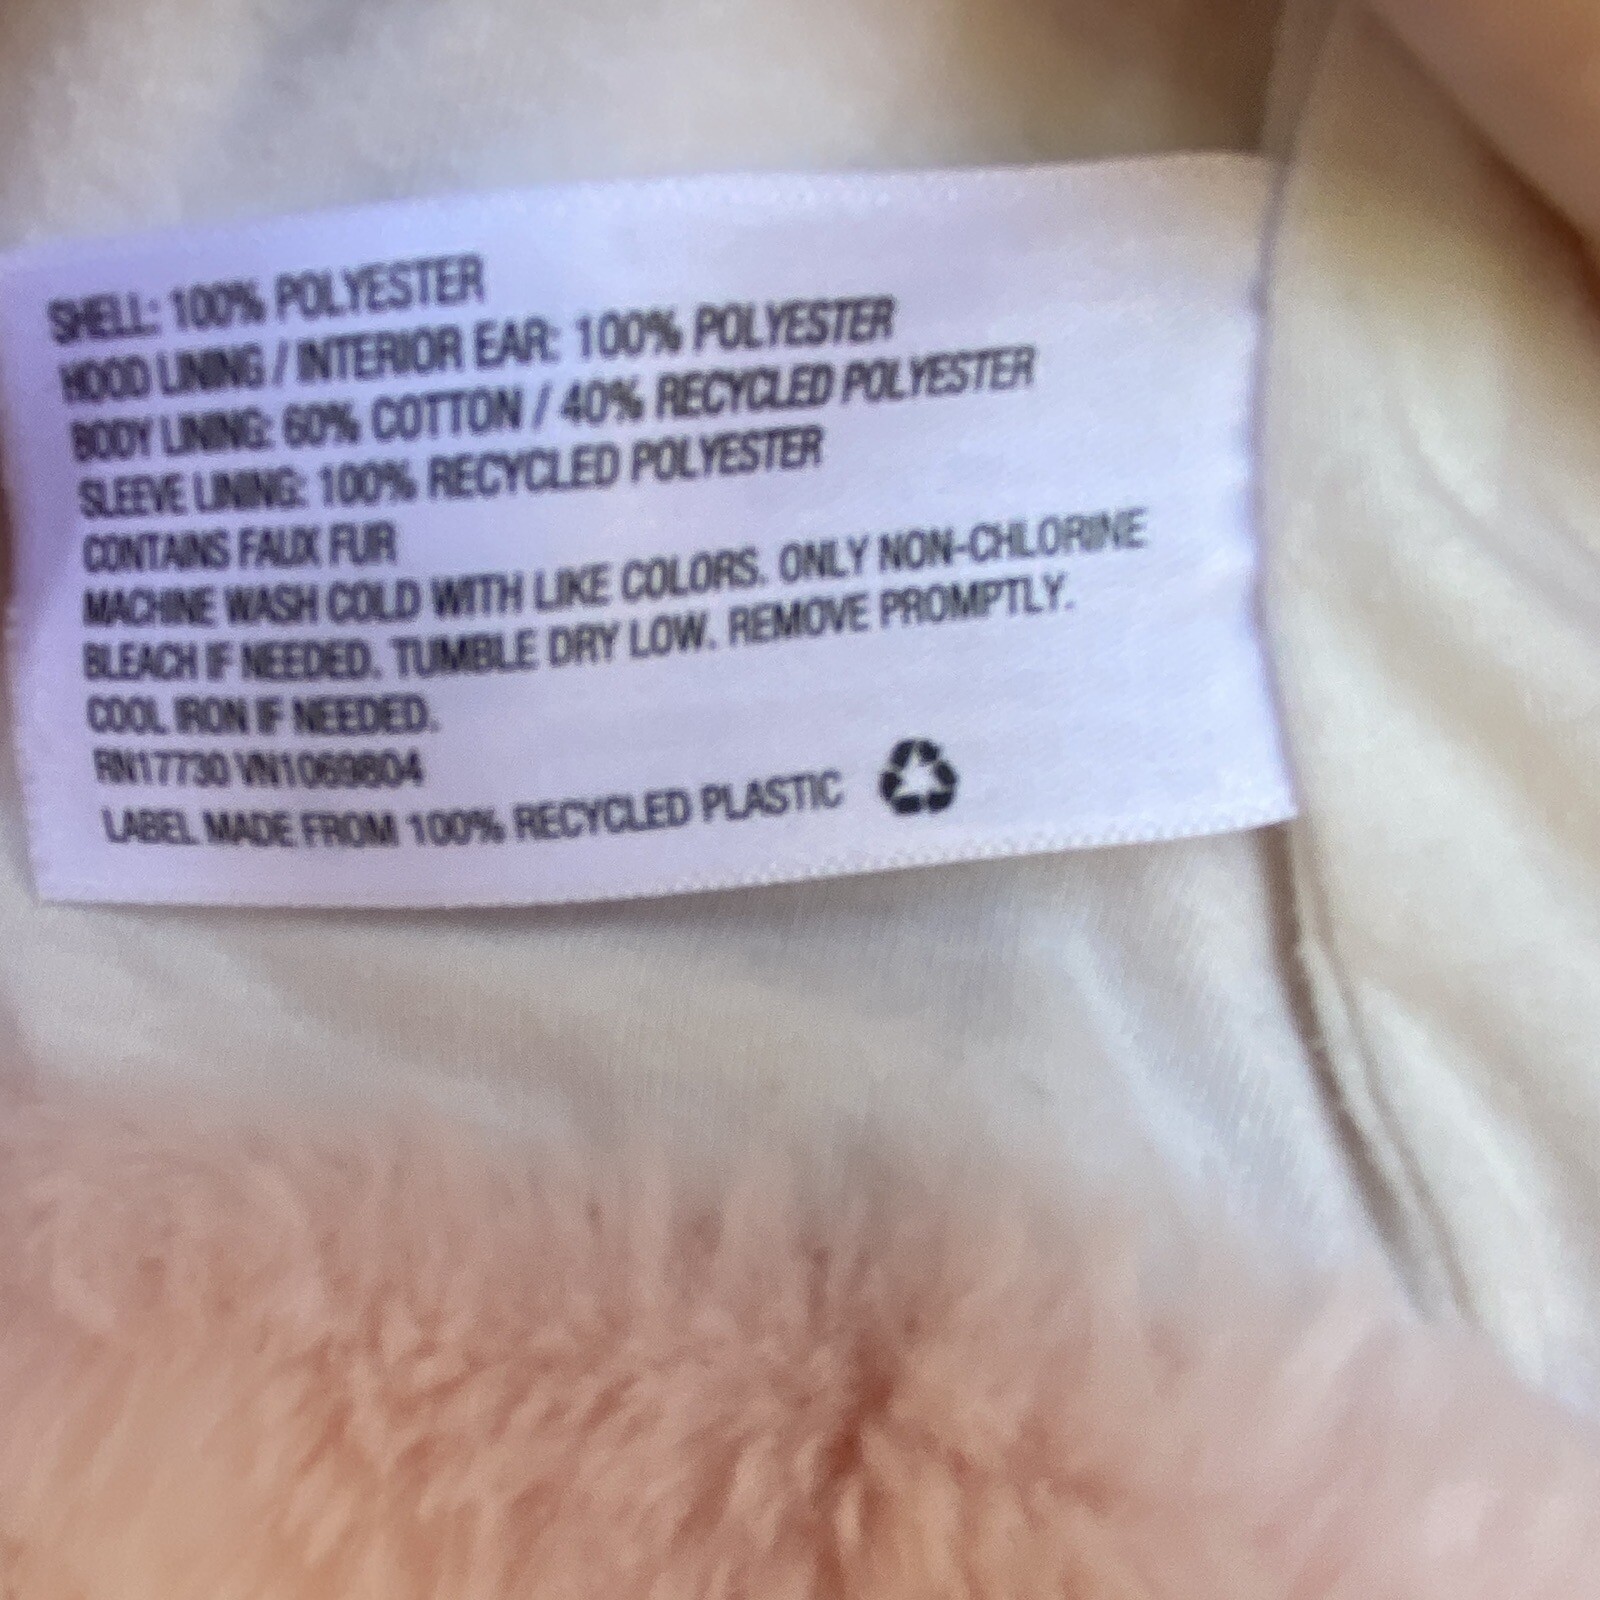 SHELL: 100% POLYESTER
HOOD LINING / INTERIOR EAR: 100% POLYESTER
BODY LINING: 60% COTTON / 40% RECYCLED POLYESTER
SLEEVE LINING: 100% RECYCLED POLYESTER
CONTAINS FAUX FUR
MACHINE WASH COLD WITH LIKE COLORS. ONLY NON-CHLORINE
BLEACH IF NEEDED. TUMBLE DRY LOW. REMOVE PROMPTLY.
COOL IRON IF NEEDED.
RN17730 VN1069804
LABEL MADE FROM 100% RECYCLED PLASTIC